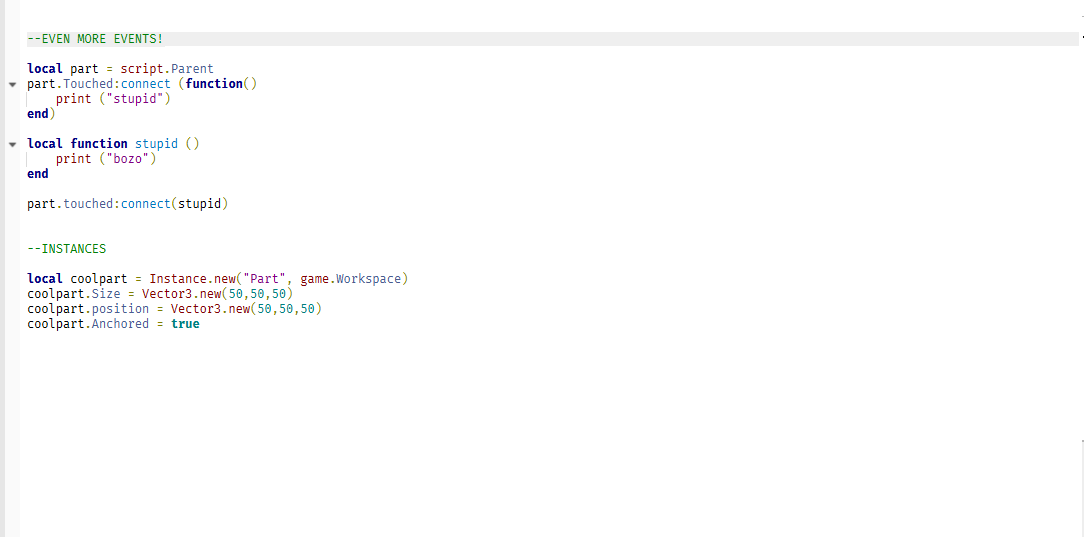 --EVEN MORE EVENTS!
local part = script.Parent
part.Touched:connect (function()
print ("stupid")
end)
local function stupid ()
print ("bozo")
end
part.touched:connect(stupid)
--INSTANCES
local coolpart = Instance.new("Part", game.Workspace)
coolpart.Size = Vector3.new(50,50,50)
coolpart.position = Vector3.new(50,50,50)
coolpart.Anchored = true